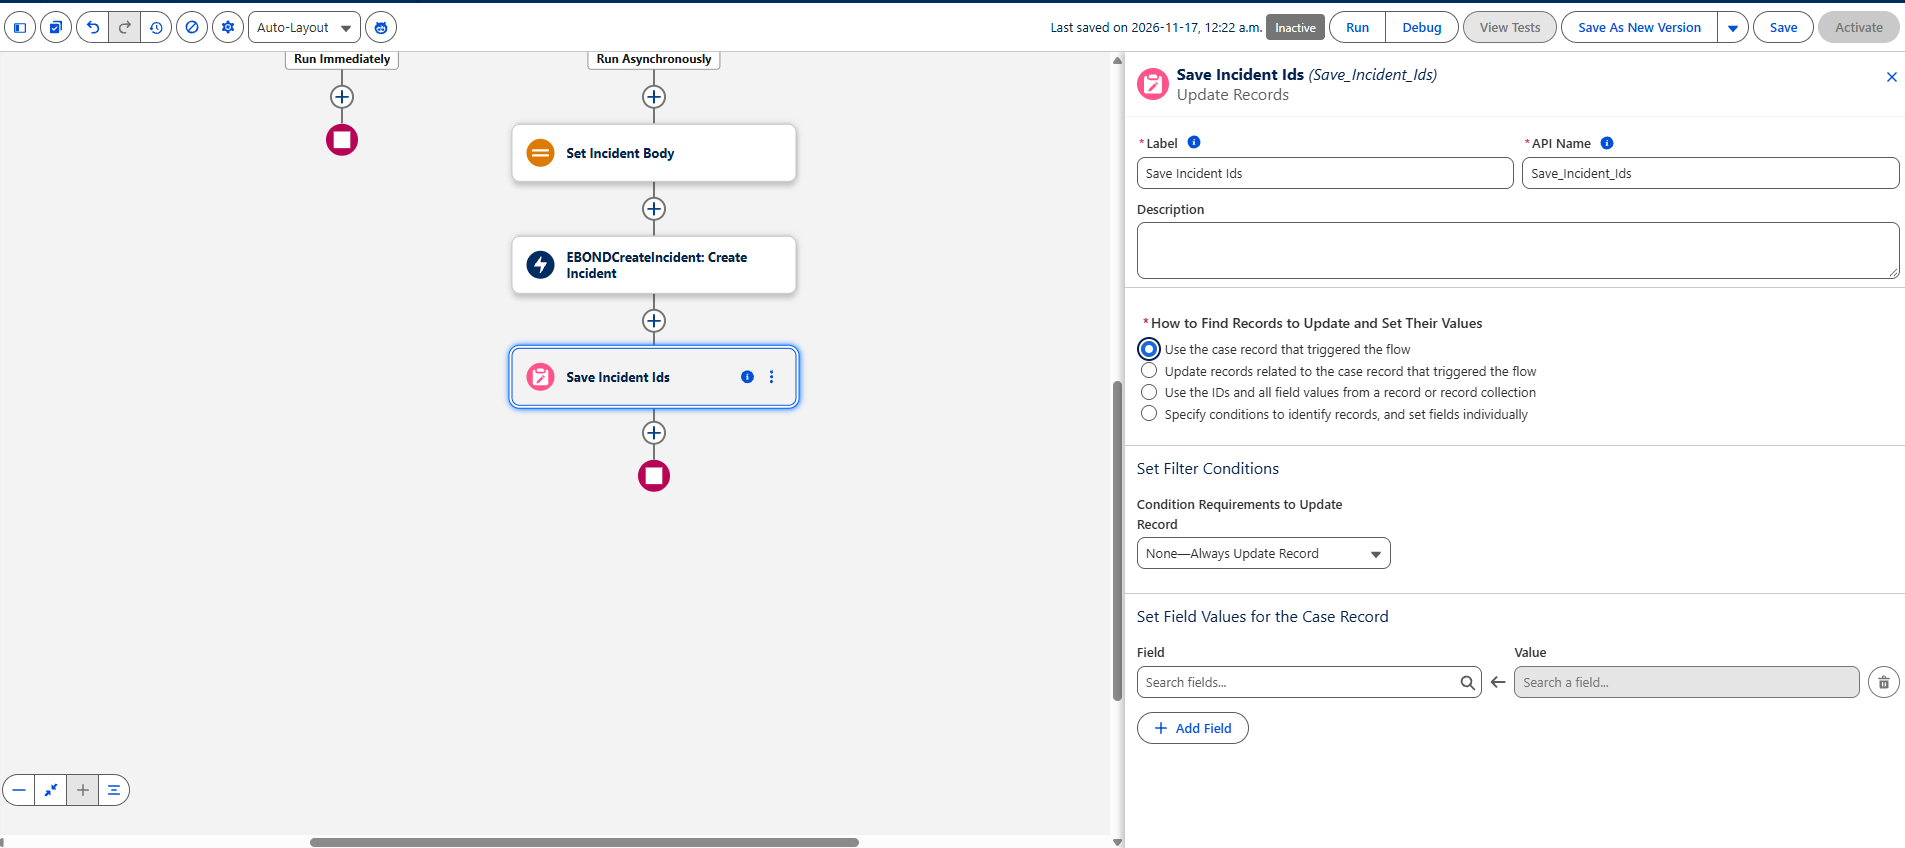 Auto-Layout
Last saved on 2026-11-17, 12:22 a.m.
Inactive
Run
Debug
View Tests
Save As New Version
Save
Activate
Run Immediately
Run Asynchronously
Set Incident Body
EBONDCreateIncident: Create
Incident
Save Incident Ids
Save Incident Ids (Save_Incident_Ids)
Update Records
*Label
*API Name
Save Incident Ids
Save_Incident_Ids
Description
*How to Find Records to Update and Set Their Values
Use the case record that triggered the flow
Update records related to the case record that triggered the flow
Use the IDs and all field values from a record or record collection
Specify conditions to identify records, and set fields individually
Set Filter Conditions
Condition Requirements to Update
Record
None—Always Update Record
Set Field Values for the Case Record
Field
Value
Search fields...
Search a field...
Add Field